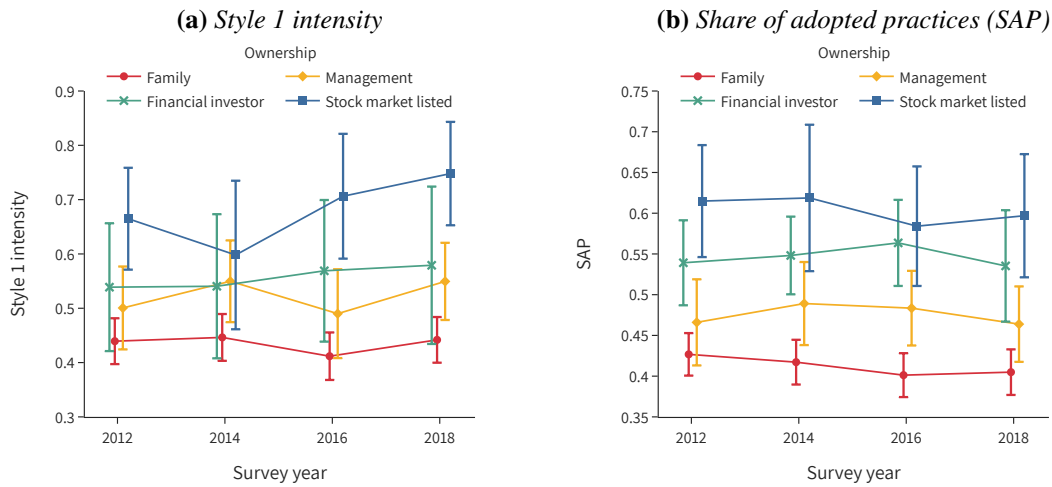 (a) Style 1 intensity
Ownership
Family
Management
Financial investor
Stock market listed
Style 1 intensity
0.9
0.8
0.7
0.6
0.5
0.4
0.3
2012 2014 2016 2018
Survey year
(b) Share of adopted practices (SAP)
Ownership
Family
Management
Financial investor
Stock market listed
SAP
0.75
0.7
0.65
0.6
0.55
0.5
0.45
0.4
0.35
2012 2014 2016 2018
Survey year